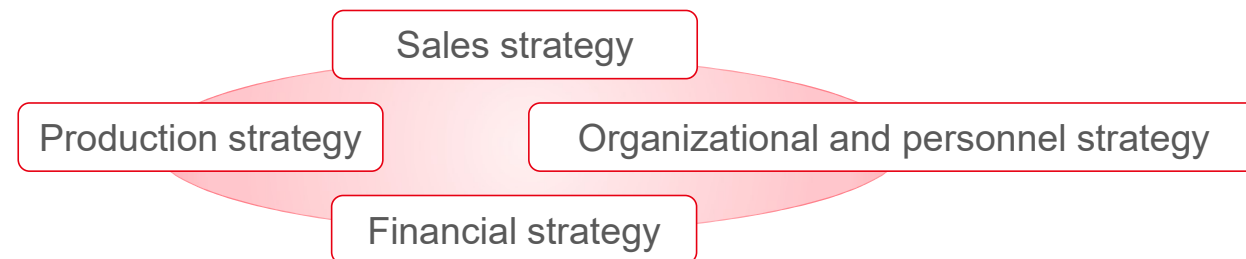 Sales strategy
Production strategy
Organizational and personnel strategy
Financial strategy